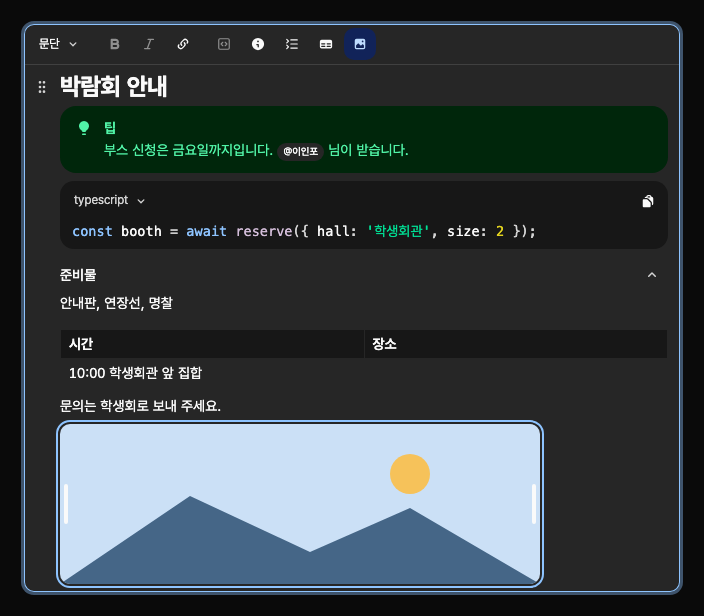 문단
박람회 안내
팁
부스 신청은 금요일까지입니다. @이인포 님이 받습니다.
typescript
const booth = await reserve({ hall: '학생회관', size: 2 });
준비물
안내판, 연장선, 명찰
시간 장소
10:00 학생회관 앞 집합
문의는 학생회로 보내 주세요.